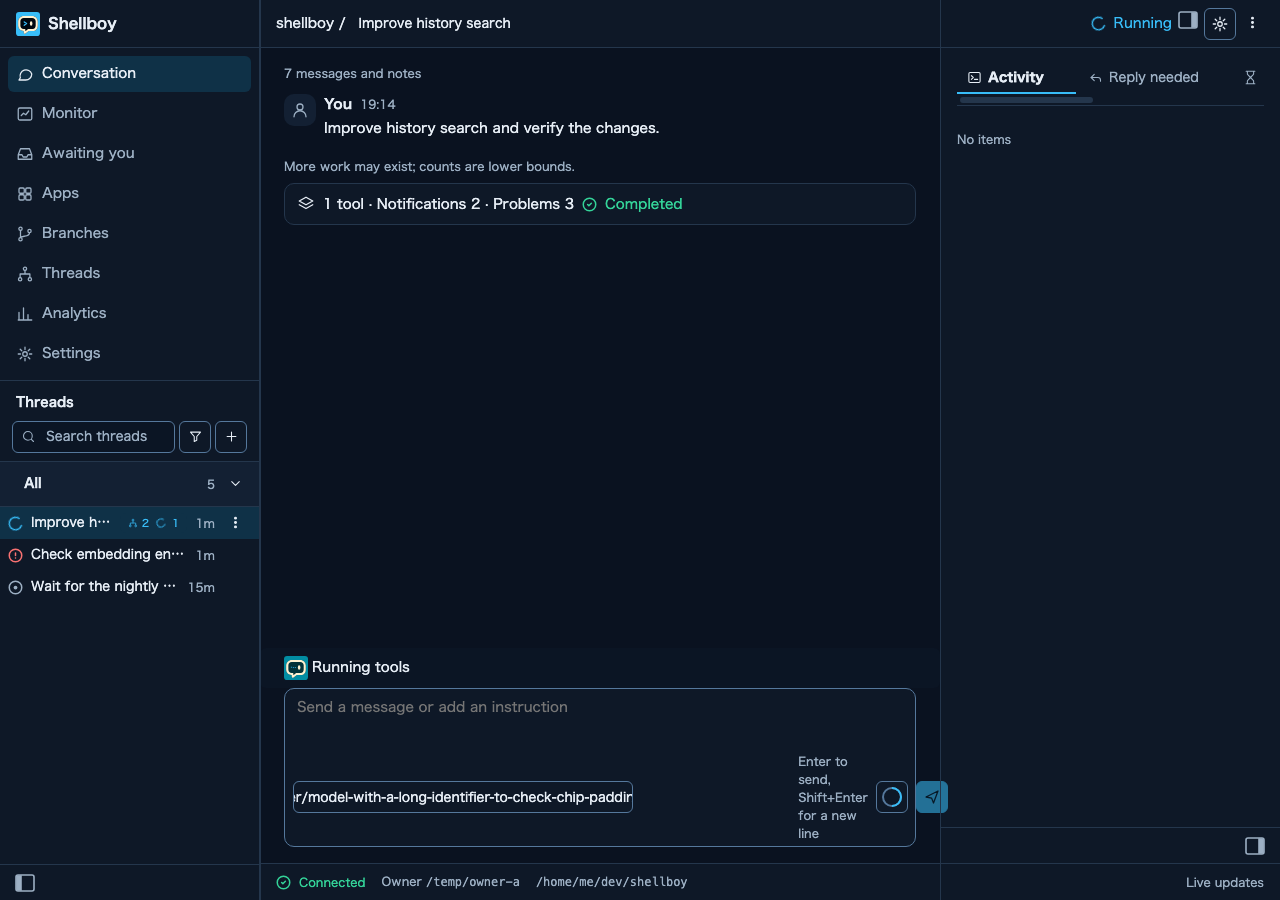 Shellboy
shellboy / Improve history search
Running
Conversation
Monitor
Awaiting you
Apps
Branches
Threads
Analytics
Settings
Threads
Search threads
All 5
Improve h··· 2 1 1m
Check embedding en··· 1m
Wait for the nightly ··· 15m
7 messages and notes
You 19:14
Improve history search and verify the changes.
More work may exist; counts are lower bounds.
1 tool · Notifications 2 · Problems 3 Completed
Running tools
Send a message or add an instruction
r/model-with-a-long-identifier-to-check-chip-paddin
Enter to
send,
Shift+Enter
for a new
line
Activity
Reply needed
No items
Connected Owner /temp/owner-a /home/me/dev/shellboy
Live updates